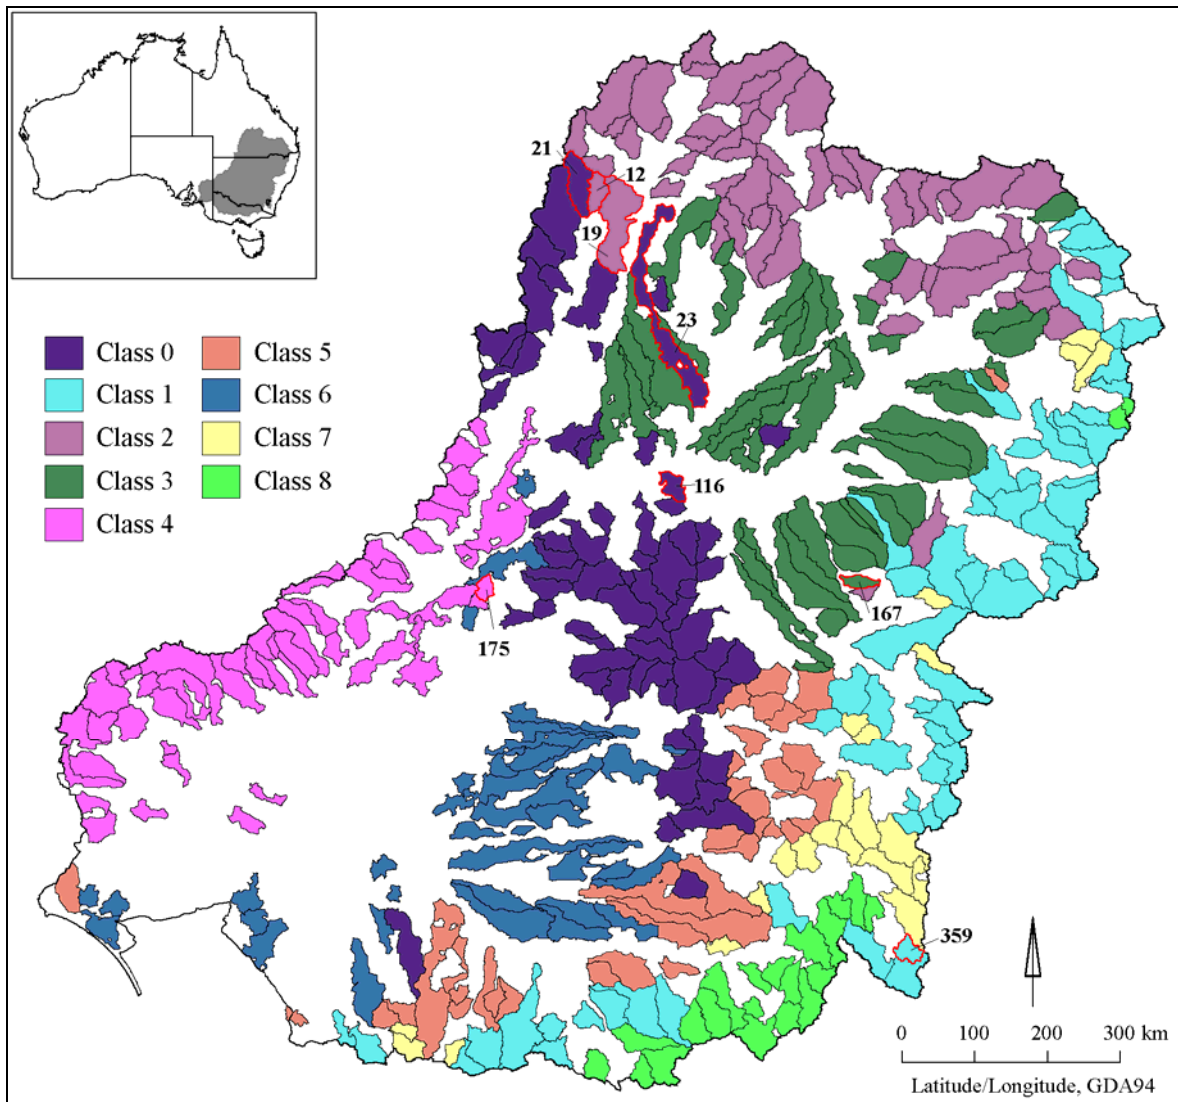 21
12
19
23
Class 0
Class 5
Class 1
Class 6
Class 2
Class 7
Class 3
Class 8
Class 4
116
167
175
359
0
100
200
300 km
Latitude/Longitude, GDA94